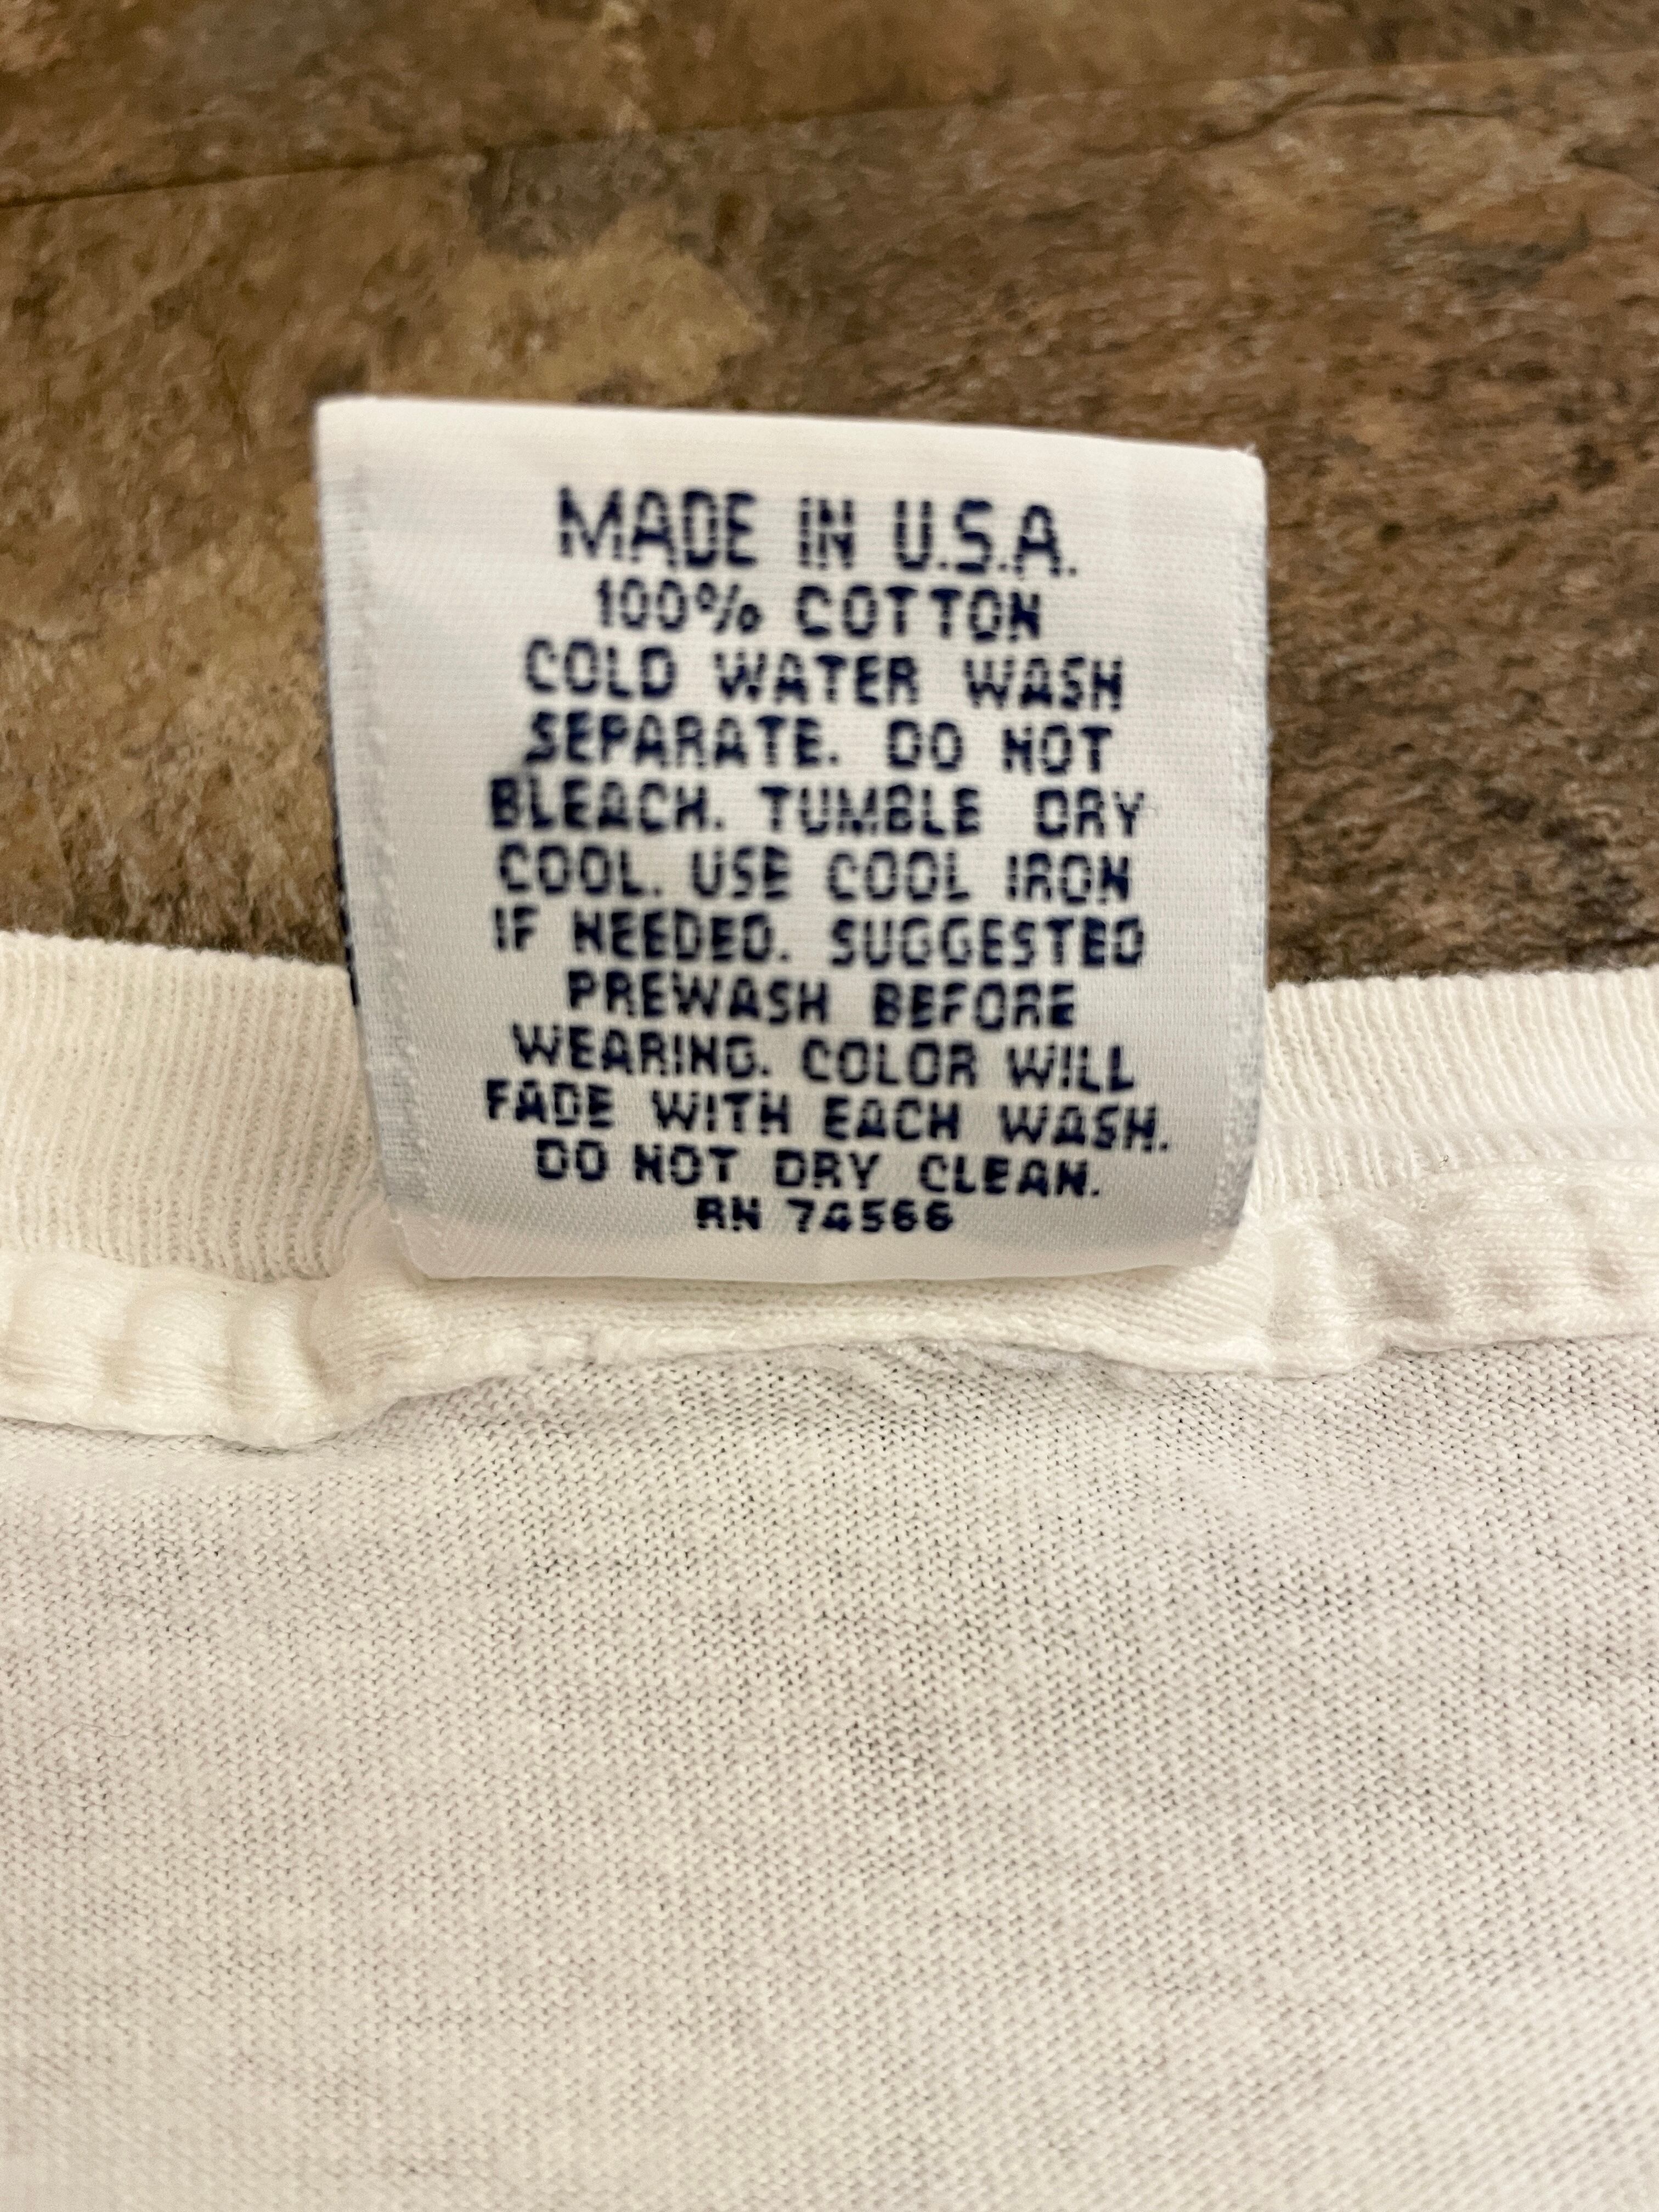 MADE IN U.S.A.
100% COTTON
COLD WATER WASH
SEPARATE. DO NOT
BLEACH. TUMBLE DRY
COOL. USE COOL IRON
IF NEEDED. SUGGESTED
PREWASH BEFORE
WEARING. COLOR WILL
FADE WITH EACH WASH.
DO NOT DRY CLEAN.
RN 74566